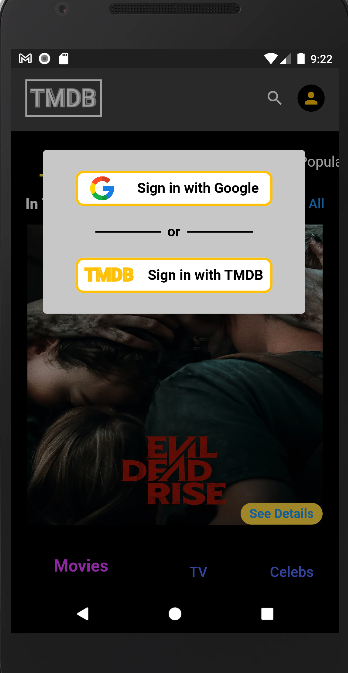 9:22
TMDB
Popula
In
All
Sign in with Google
or
TMDB Sign in with TMDB
EVIL
DEAD
RISE
See Details
Movies
TV
Celebs